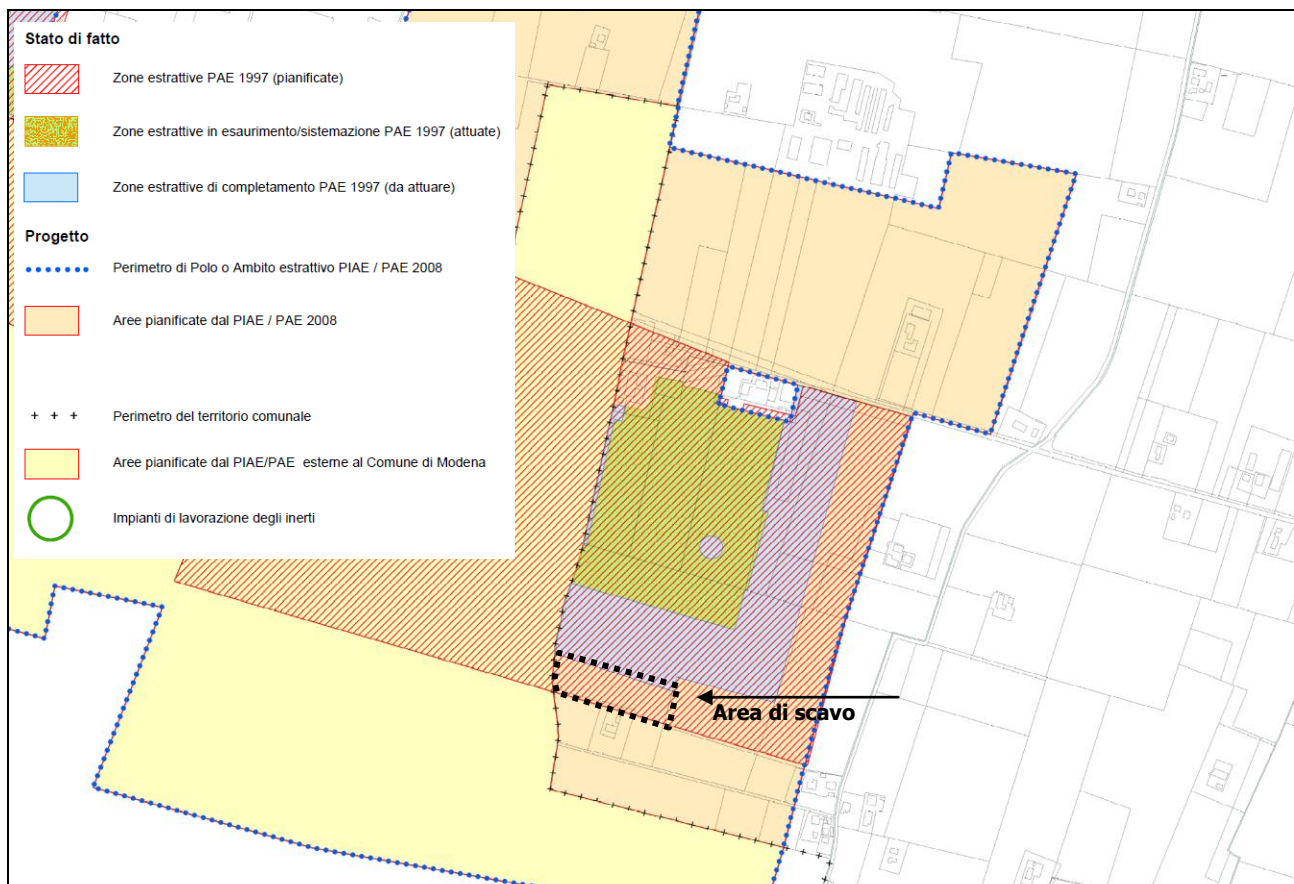 Stato di fatto
Zone estrattive PAE 1997 (pianificate)
Zone estrattive in esaurimento/sistemazione PAE 1997 (attuate)
Zone estrattive di completamento PAE 1997 (da attuare)
Progetto
Perimetro di Polo o Ambito estrattivo PIAE / PAE 2008
Aree pianificate dal PIAE / PAE 2008
Perimetro del territorio comunale
Aree pianificate dal PIAE/PAE esterne al Comune di Modena
Impianti di lavorazione degli inerti
Area di scavo